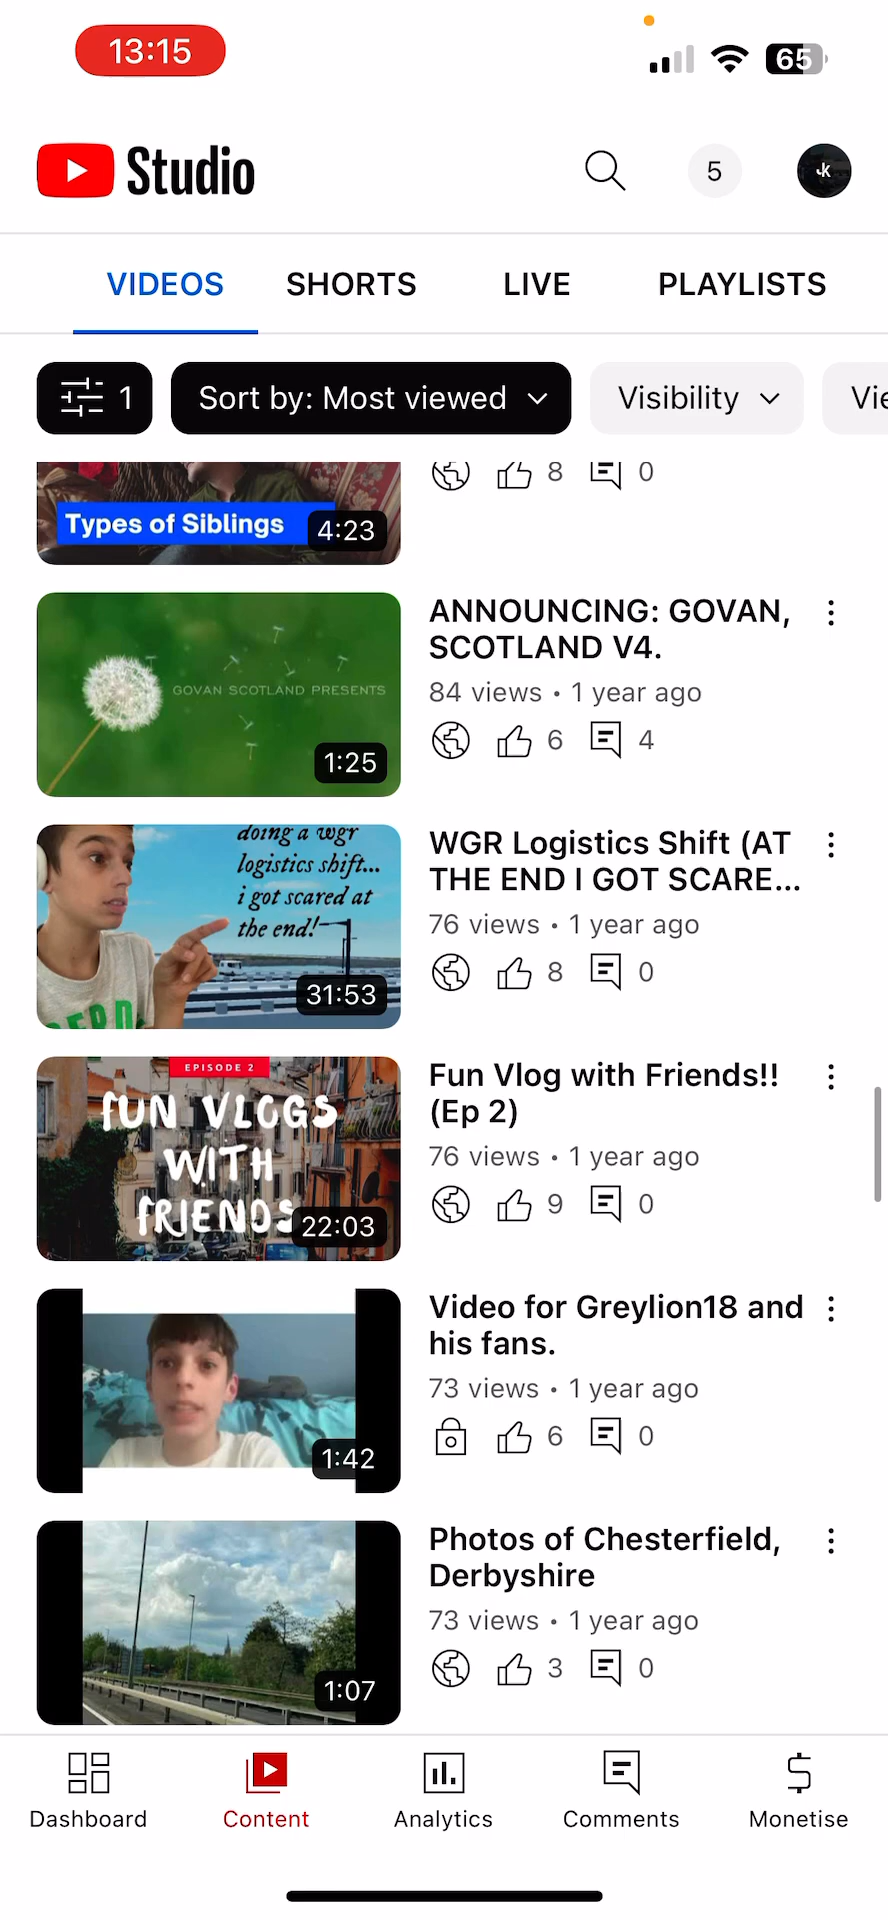 13:15
65
Studio
5
k
VIDEOS
SHORTS
LIVE
PLAYLISTS
1
Sort by: Most viewed
Visibility
Vie
Types of Siblings
4:23
8
0
GOVAN SCOTLAND PRESENTS
1:25
ANNOUNCING: GOVAN,
SCOTLAND V4.
84 views • 1 year ago
6
4
doing a wgr
logistics shift...
i got scared at
the end!
31:53
WGR Logistics Shift (AT
THE END I GOT SCARE...
76 views • 1 year ago
8
0
EPISODE 2
FUN VLOGS
WITH
FRIENDS
22:03
Fun Vlog with Friends!!
(Ep 2)
76 views • 1 year ago
9
0
1:42
Video for Greylion18 and
his fans.
73 views • 1 year ago
6
0
1:07
Photos of Chesterfield,
Derbyshire
73 views • 1 year ago
3
0
Dashboard
Content
Analytics
Comments
Monetise